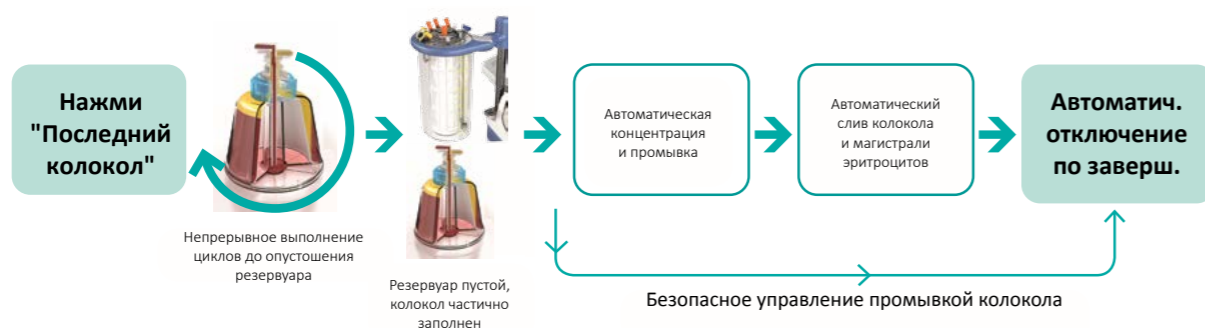 Нажми
"Последний
колокол"
Непрерывное выполнение
циклов до опустошения
резервуара
Резервуар пустой,
колокол частично
заполнен
Автоматическая
концентрация
и промывка
Автоматический
слив колокола
и магистрали
эритроцитов
Автоматич.
отключение
по заверш.
Безопасное управление промывкой колокола